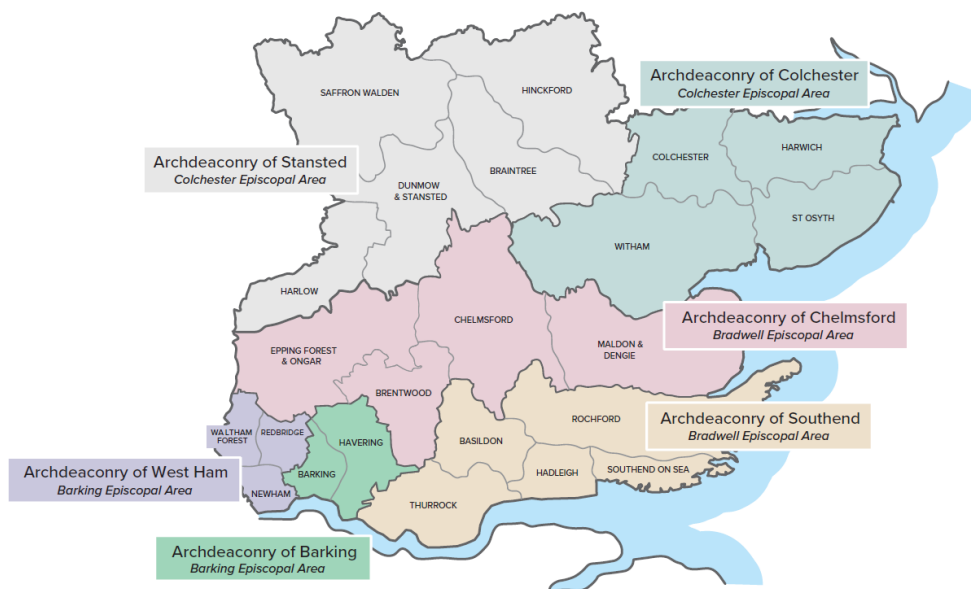 SAFFRON WALDEN
HINCKFORD
Archdeaconry of Colchester
Colchester Episcopal Area
COLCHESTER
HARWICH
Archdeaconry of Stansted
Colchester Episcopal Area
BRAINTREE
DUNMOW
& STANSTED
ST OSYTH
WITHAM
HARLOW
CHELMSFORD
Archdeaconry of Chelmsford
Bradwell Episcopal Area
MALDON &
DENGIE
EPPING FOREST
& ONGAR
BRENTWOOD
ROCHFORD
Archdeaconry of Southend
Bradwell Episcopal Area
WALTHAM
FOREST
REDBRIDGE
HAVERING
BASILDON
Archdeaconry of West Ham
Barking Episcopal Area
BARKING
HADLEIGH
SOUTHEND ON SEA
NEWHAM
THURROCK
Archdeaconry of Barking
Barking Episcopal Area